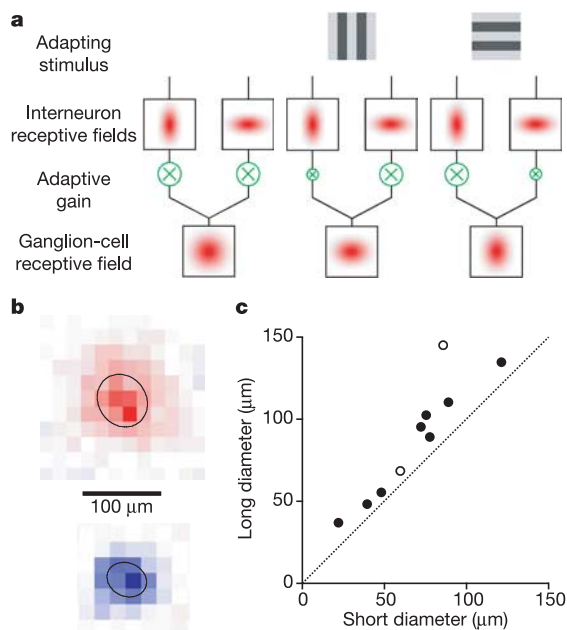 a
Adapting
stimulus
Interneuron
receptive fields
Adaptive
gain
Ganglion-cell
receptive field
b
100 μm
c
150
100
50
0
Long diameter (μm)
0 50 100 150
Short diameter (μm)